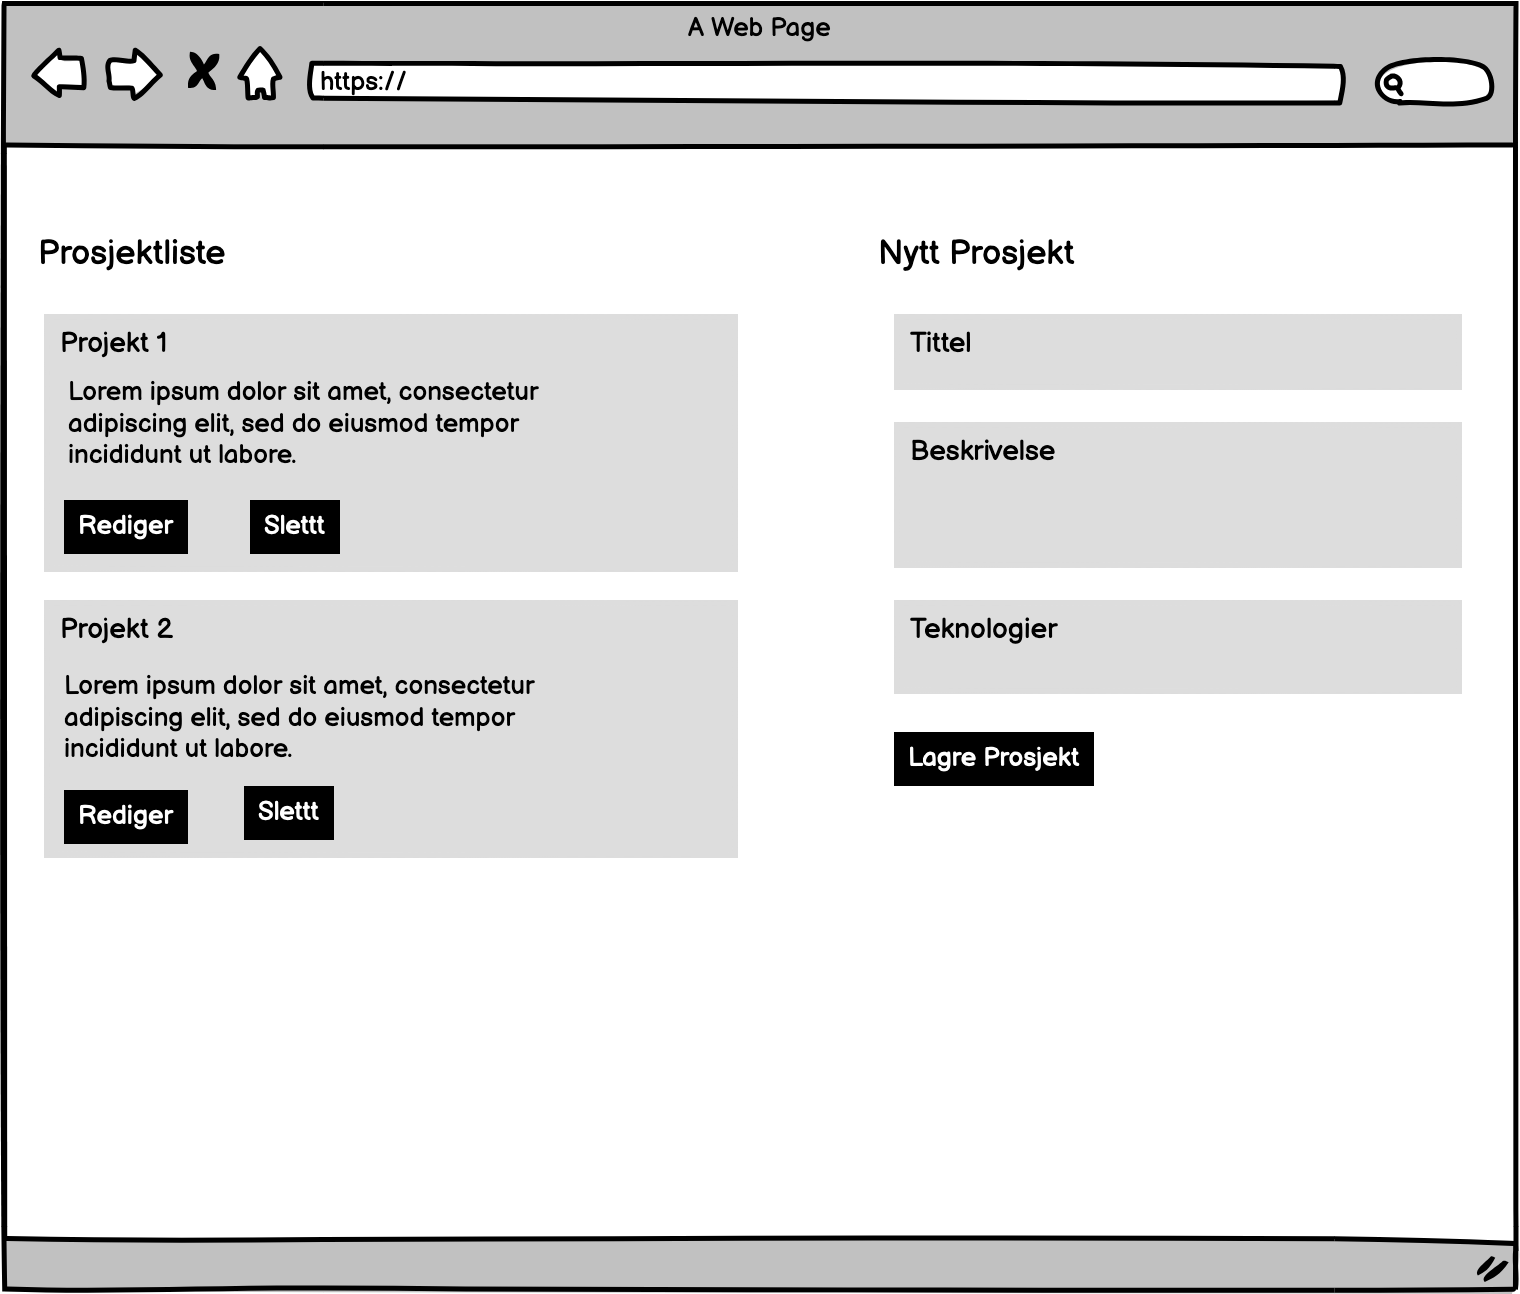 A Web Page
https://
Prosjektliste
Projekt 1
Lorem ipsum dolor sit amet, consectetur
adipiscing elit, sed do eiusmod tempor
incididunt ut labore.
Rediger
Slettt
Projekt 2
Lorem ipsum dolor sit amet, consectetur
adipiscing elit, sed do eiusmod tempor
incididunt ut labore.
Rediger
Slettt
Nytt Prosjekt
Tittel
Beskrivelse
Teknologier
Lagre Prosjekt